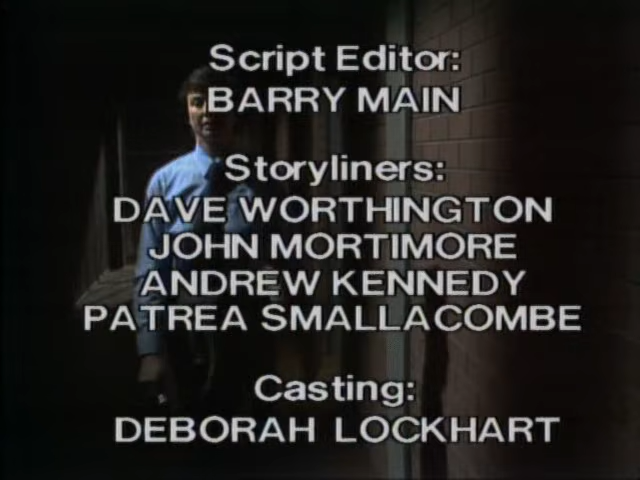 Script Editor:
BARRY MAIN
Storyliners:
DAVE WORTHINGTON
JOHN MORTIMORE
ANDREW KENNEDY
PATREA SMALLACOMBE
Casting:
DEBORAH LOCKHART